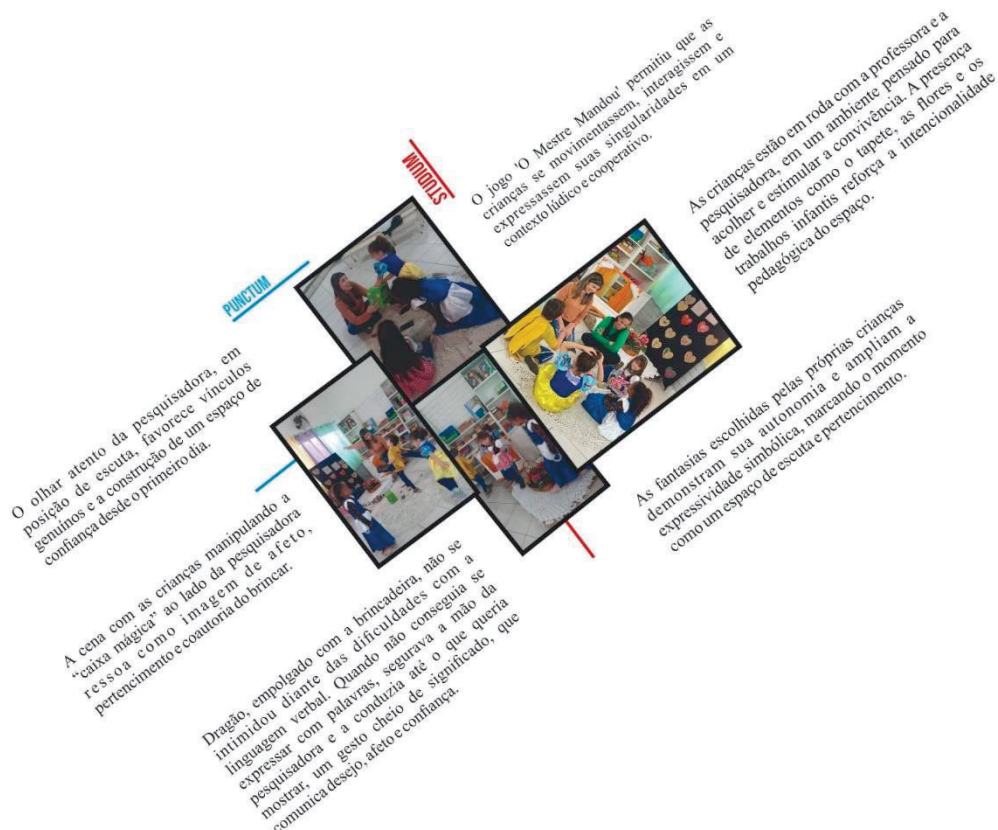 STUDIUM
O jogo 'O Mestre Mandou' permitiu que as
crianças se movimentassem, interagissem e
expressassem suas singularidades em um
contexto lúdico e cooperativo.
As crianças estão em roda com a professora e a
pesquisadora, em um ambiente pensado para
acolher e estimular a convivência. A presença
de elementos como o tapete, as flores e os
trabalhos infantis reforça a intencionalidade
pedagógica do espaço.
As fantasias escolhidas pelas próprias crianças
demonstram sua autonomia e ampliam a
expressividade simbólica, marcando o momento
como um espaço de escuta e pertencimento.
PUNCTUM
O olhar atento da pesquisadora, em
posição de escuta, favorece vínculos
genuínos e a construção de um espaço de
confiança desde o primeiro dia.
A cena com as crianças manipulando a
“caixa mágica” ao lado da pesquisadora
ressoa como imagem de afeto,
pertencimento e coautoria do brincar.
Dragão, empolgado com a brincadeira, não se
intimidou diante das dificuldades com a
linguagem verbal. Quando não conseguia se
expressar com palavras, segurava a mão da
pesquisadora e a conduzia até o que queria
mostrar, um gesto cheio de significado, que
comunica desejo, afeto e confiança.